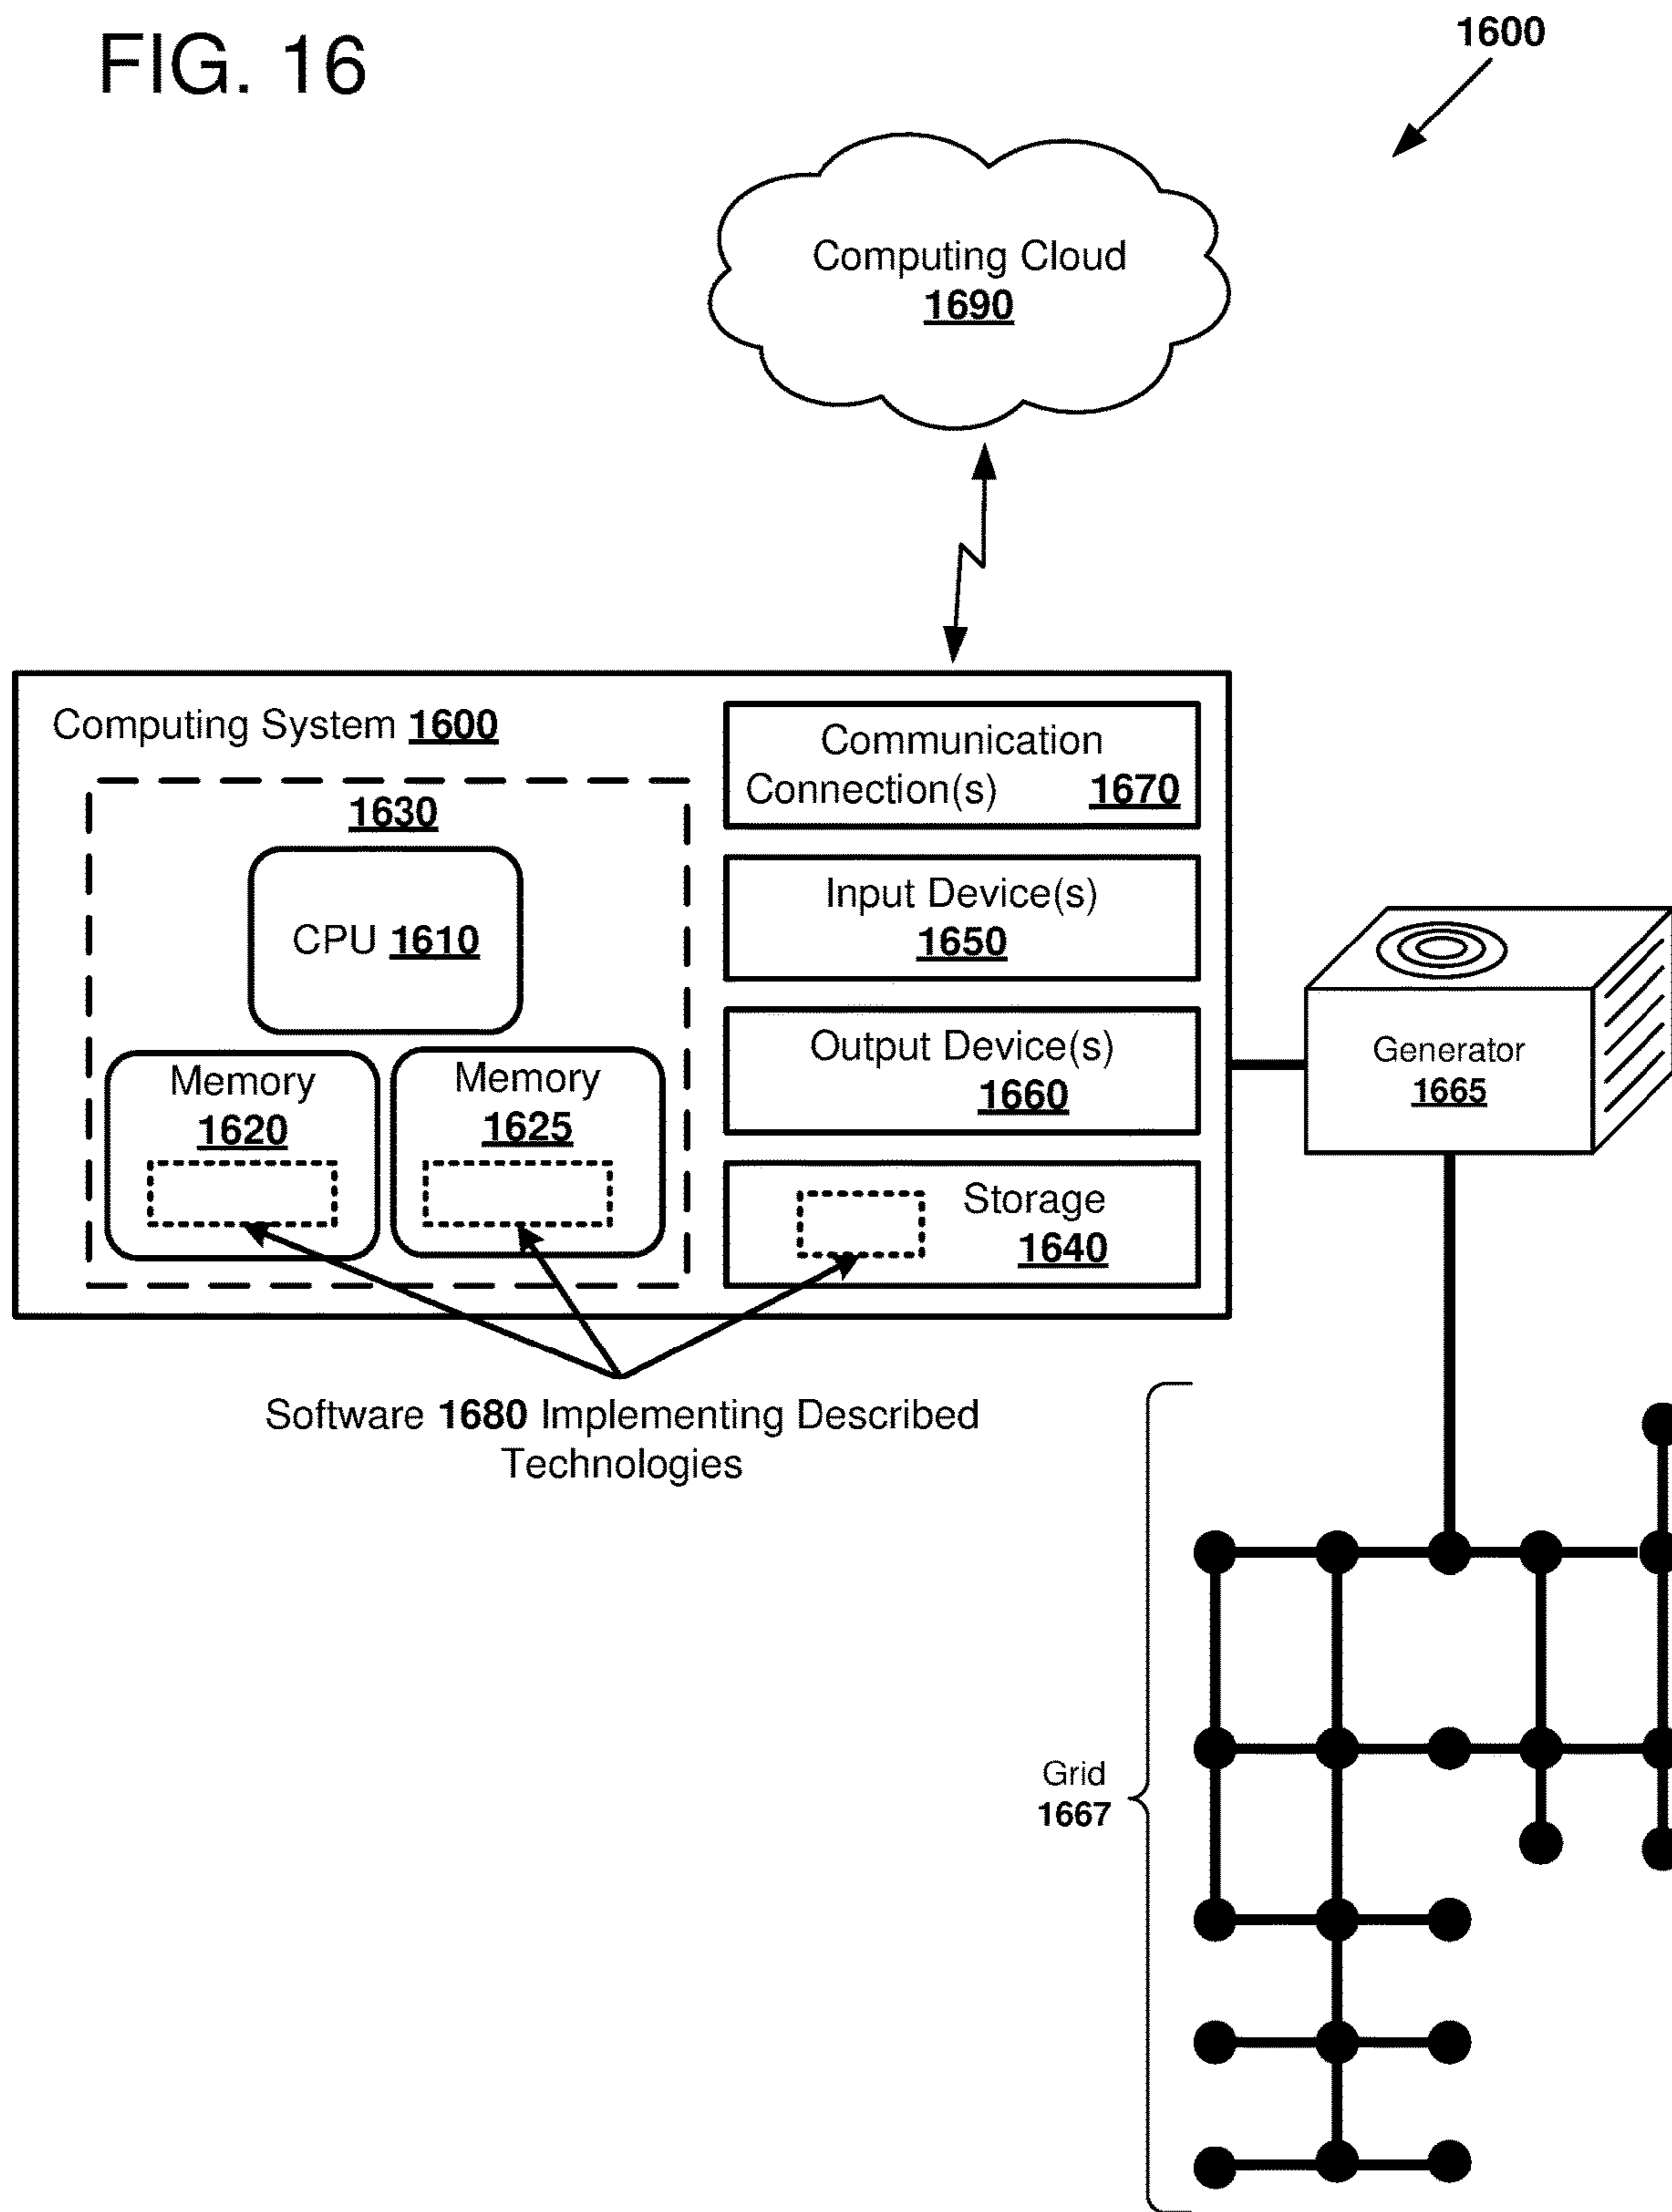 FIG. 16
1600
Computing Cloud
1690
Computing System 1600
1630
CPU 1610
Memory
1620
Memory
1625
Communication
Connection(s) 1670
Input Device(s)
1650
Output Device(s)
1660
Storage
1640
Generator
1665
Software 1680 Implementing Described
Technologies
Grid
1667